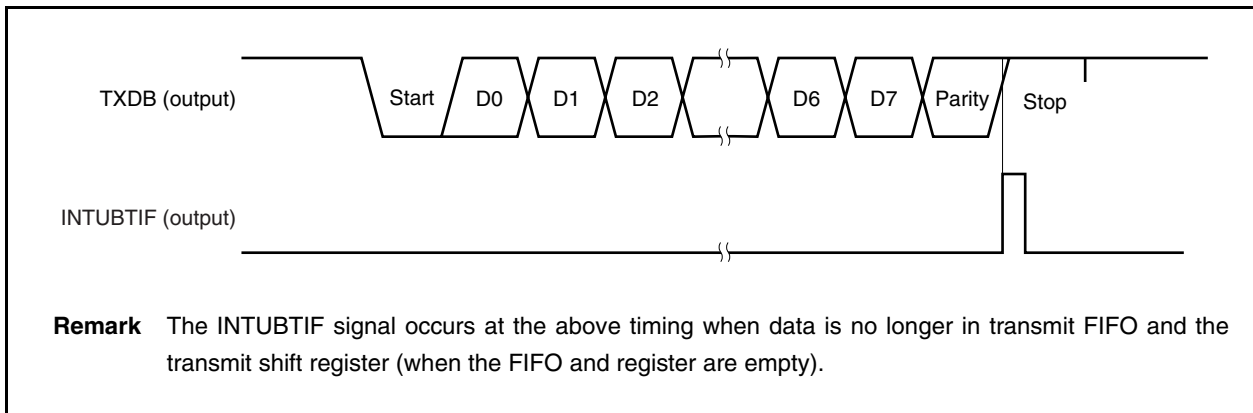 TXDB (output)
Start D0 D1 D2 D6 D7 Parity Stop
INTUBTIF (output)
Remark The INTUBTIF signal occurs at the above timing when data is no longer in transmit FIFO and the
transmit shift register (when the FIFO and register are empty).